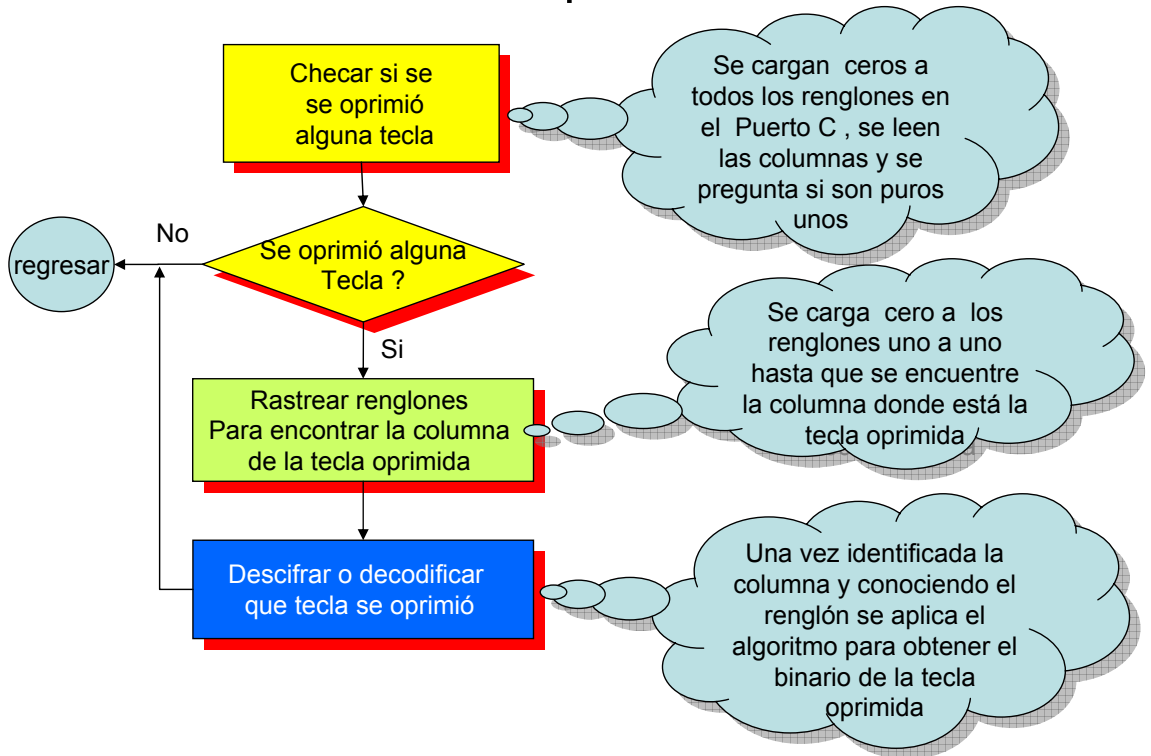 Checar si se
se oprimió
alguna tecla
Se cargan ceros a
todos los renglones en
el Puerto C , se leen
las columnas y se
pregunta si son puros
unos
regresar
No
Se oprimió alguna
Tecla ?
Si
Se carga cero a los
renglones uno a uno
hasta que se encuentre
la columna donde está la
tecla oprimida
Rastrear renglones
Para encontrar la columna
de la tecla oprimida
Una vez identificada la
columna y conociendo el
renglón se aplica el
algoritmo para obtener el
binario de la tecla
oprimida
Descifrar o decodificar
que tecla se oprimió